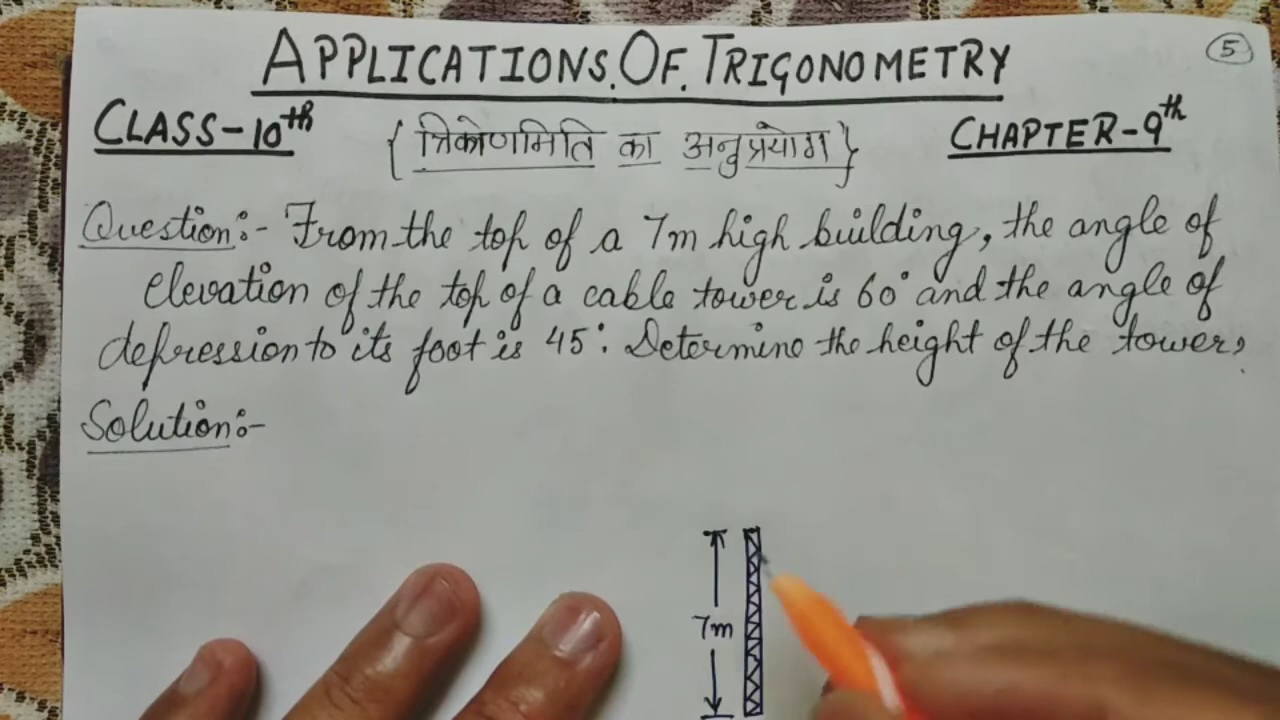 APPLICATIONS OF TRIGONOMETRY
5
CLASS-10th
{त्रिकोणमिति का अनुप्रयोग}
CHAPTER-9th
Question:- From the top of a 7m high building, the angle of
elevation of the top of a cable tower is 60° and the angle of
depression to its foot is 45°. Determine the height of the tower.
Solution:-
7m